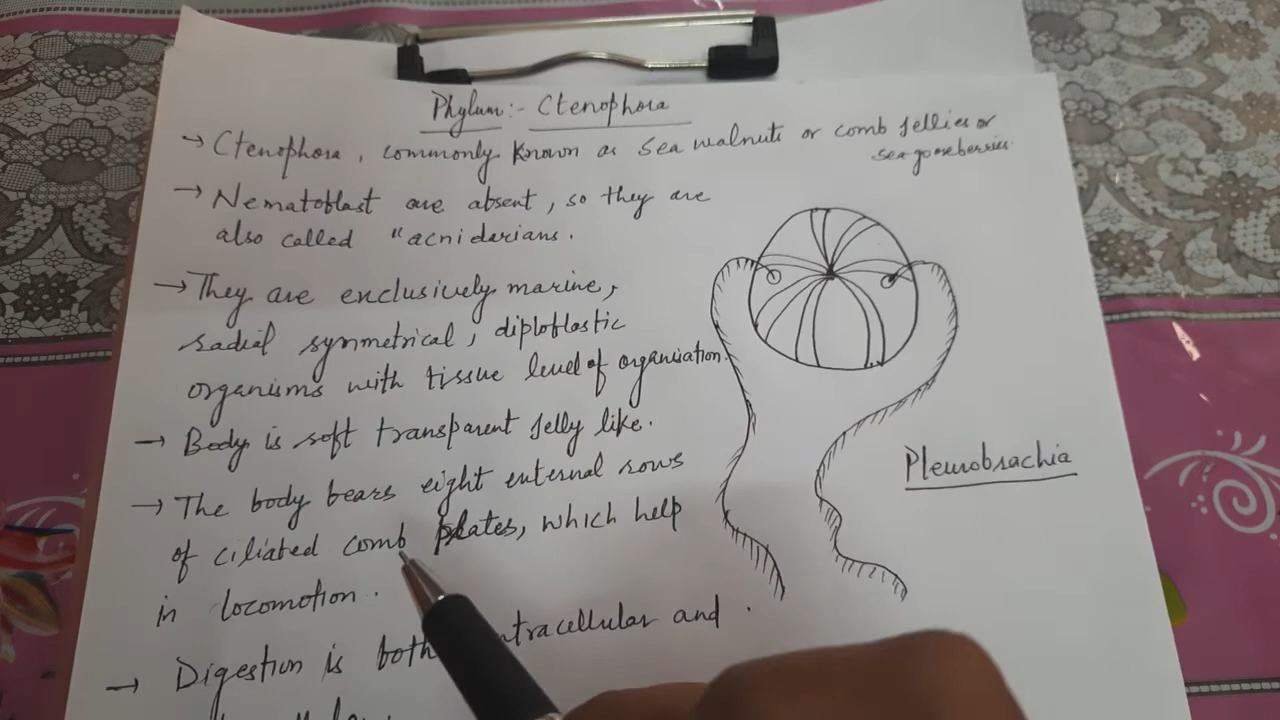 Phylum:- Ctenophora
→ Ctenophora, commonly known as sea walnuts or comb jellies or
sea gooseberries.
→ Nematoblast are absent, so they are
also called "acnidarians.
→ They are exclusively marine,
radial symmetrical, diploblastic
organisms with tissue level of organisation.
→ Body is soft transparent jelly like.
→ The body bears eight external rows
of ciliated comb plates, which help
in locomotion.
→ Digestion is both intracellular and
Pleurobrachia